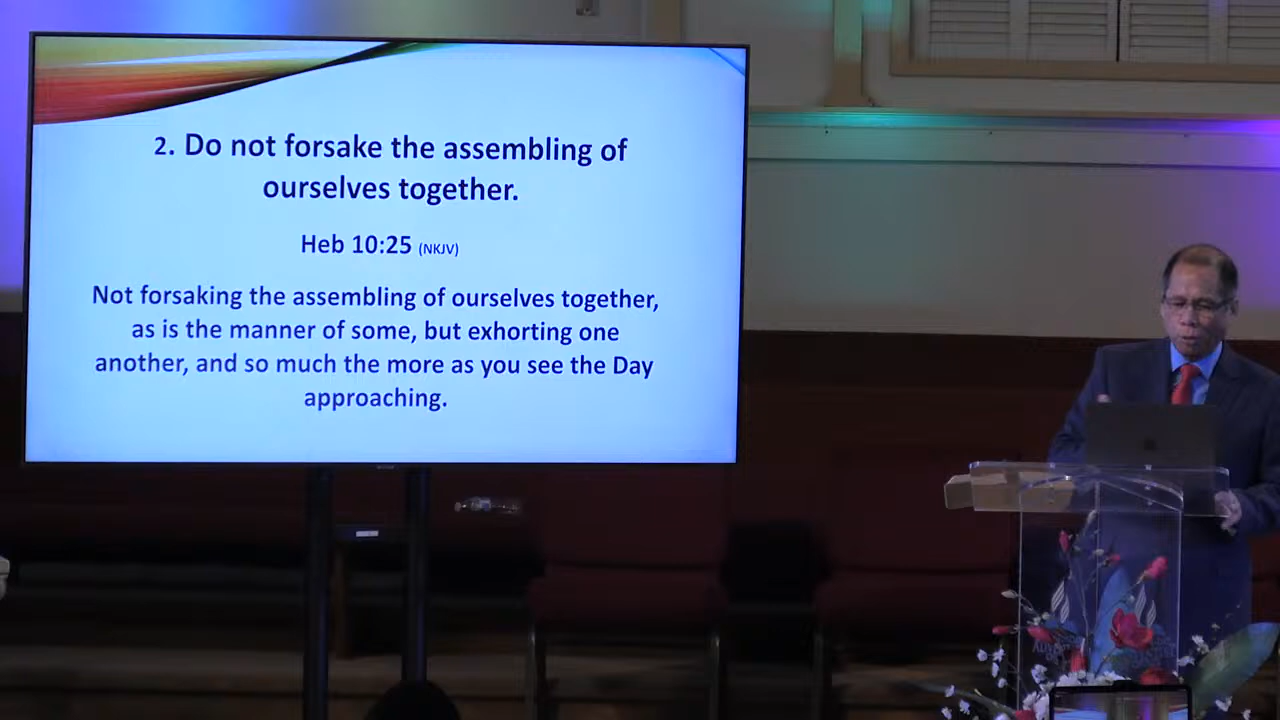 2. Do not forsake the assembling of
ourselves together.
Heb 10:25 (NKJV)
Not forsaking the assembling of ourselves together,
as is the manner of some, but exhorting one
another, and so much the more as you see the Day
approaching.